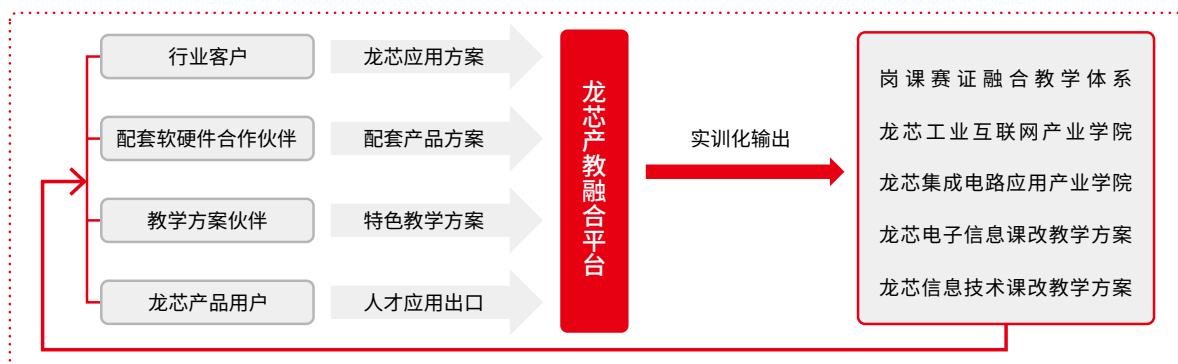 行业客户
龙芯应用方案
配套软硬件合作伙伴
配套产品方案
教学方案伙伴
特色教学方案
龙芯产品用户
人才应用出口
龙芯产教融合平台
实训化输出
岗课赛证融合教学体系
龙芯工业互联网产业学院
龙芯集成电路应用产业学院
龙芯电子信息课改教学方案
龙芯信息技术课改教学方案